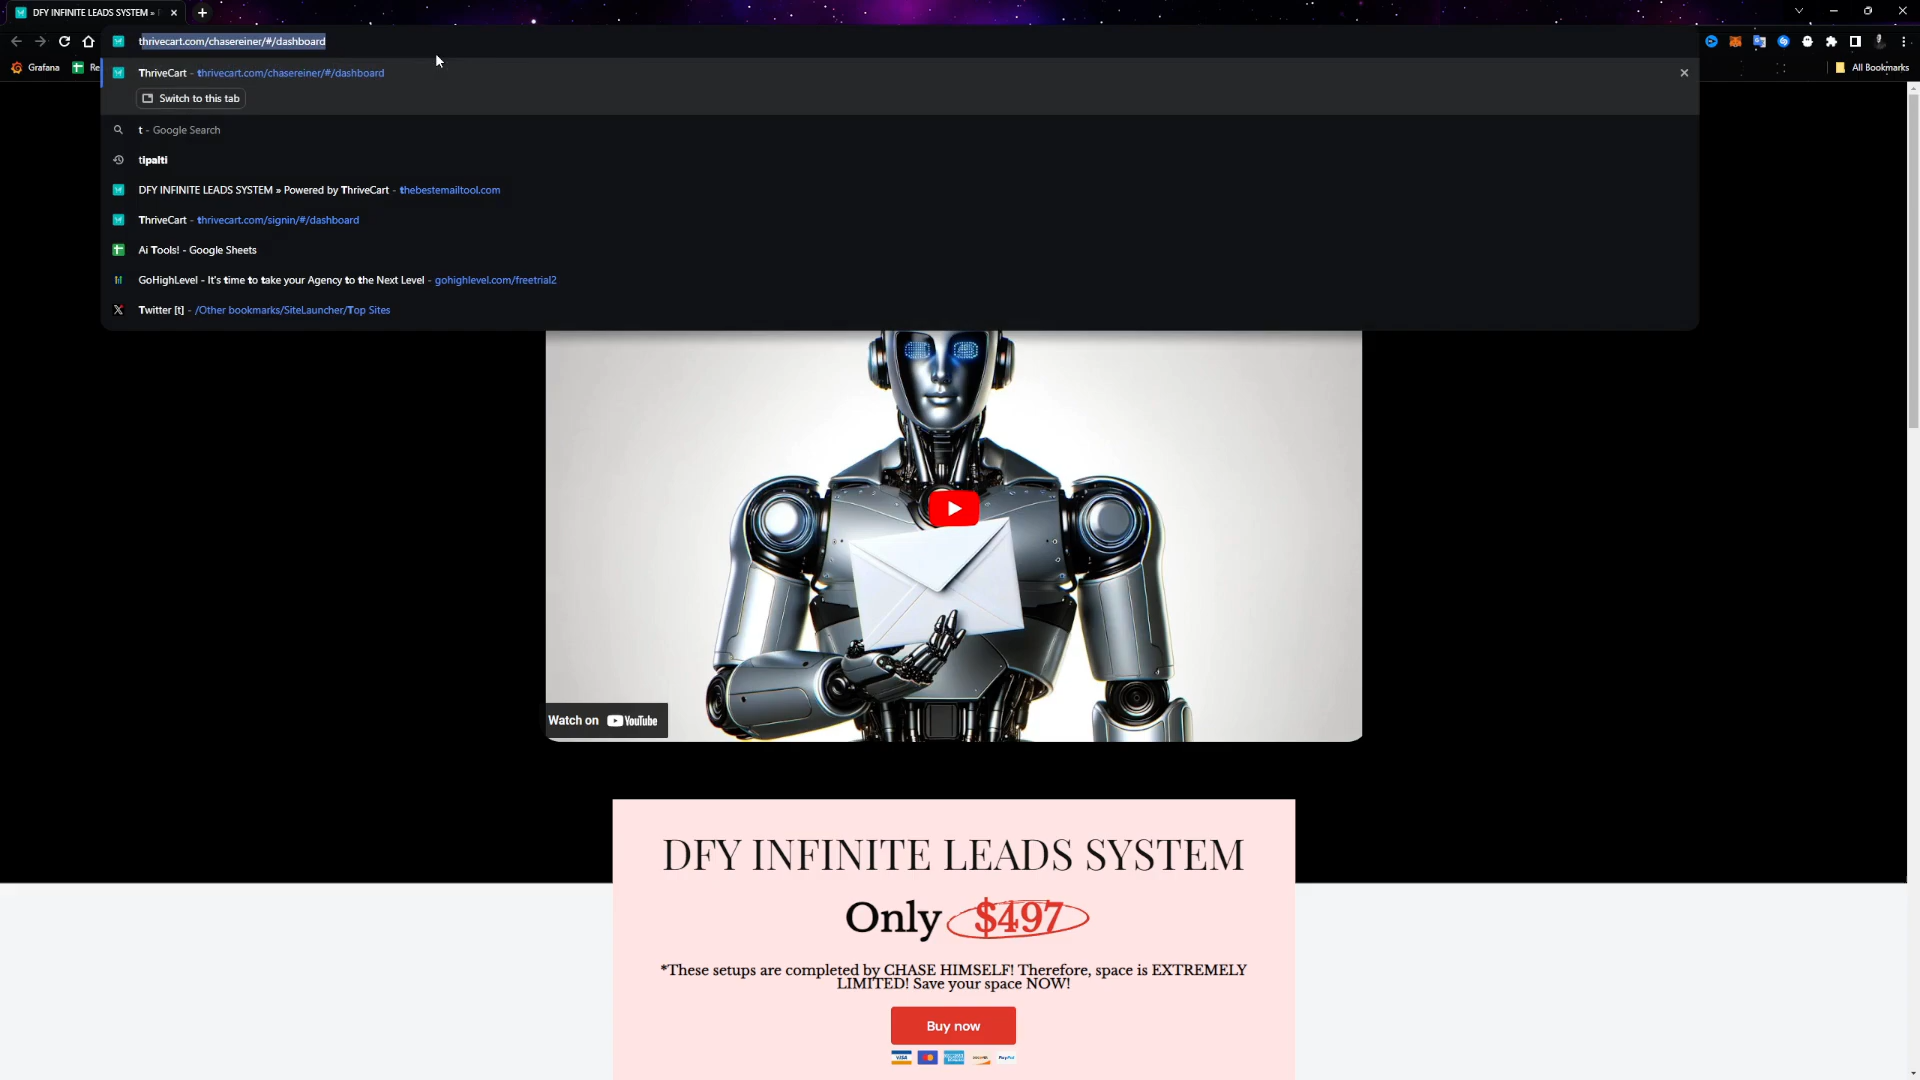 DFY INFINITE LEADS SYSTEM »
thrivecart.com/chasereiner/#/dashboard
Grafana
Re
All Bookmarks
ThriveCart - thrivecart.com/chasereiner/#/dashboard
Switch to this tab
t - Google Search
tipalti
DFY INFINITE LEADS SYSTEM » Powered by ThriveCart - thebestemailtool.com
ThriveCart - thrivecart.com/signin/#/dashboard
Ai Tools! - Google Sheets
GoHighLevel - It's time to take your Agency to the Next Level - gohighlevel.com/freetrial2
Twitter [t] - /Other bookmarks/SiteLauncher/Top Sites
Watch on YouTube
DFY INFINITE LEADS SYSTEM
Only $497
*These setups are completed by CHASE HIMSELF! Therefore, space is EXTREMELY
LIMITED! Save your space NOW!
Buy now
VISA
PayPal